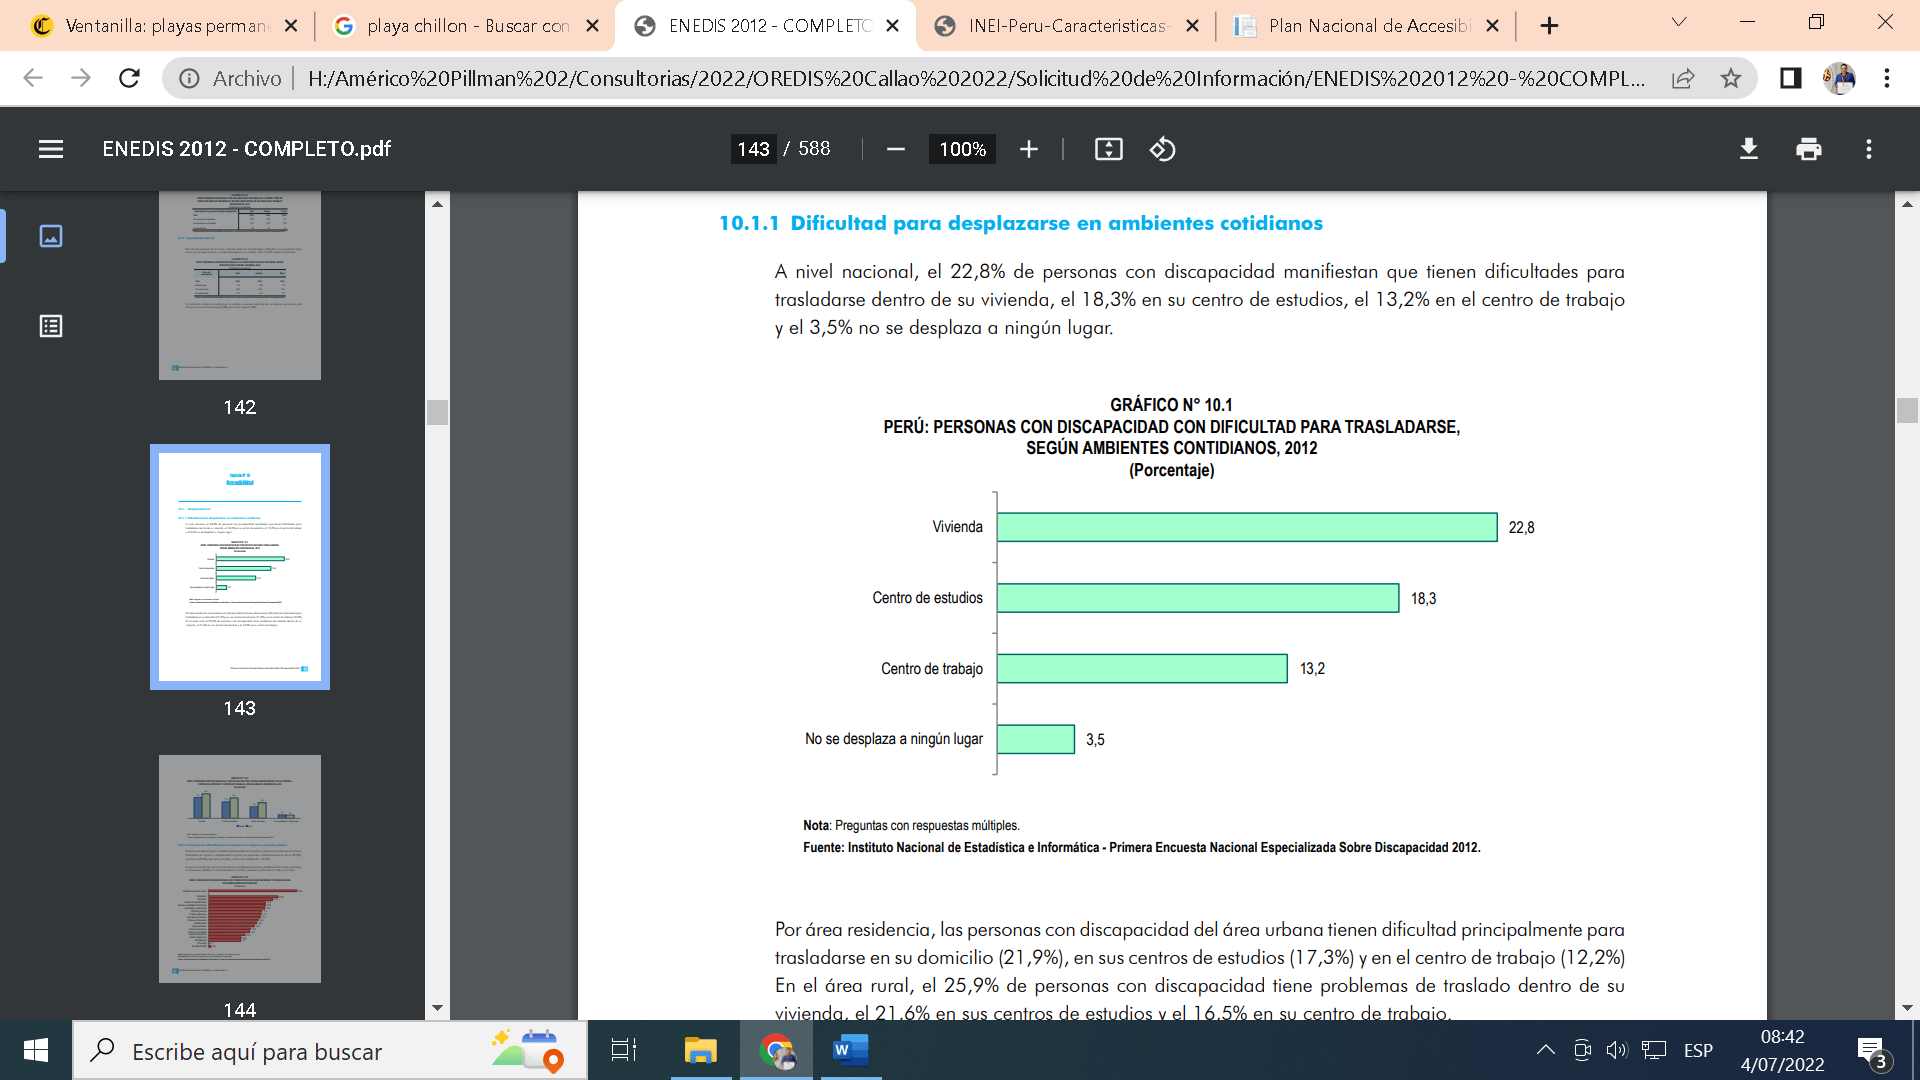 Ventanilla: playas permane
playa chillon - Buscar con
ENEDIS 2012 - COMPLETO
INEI-Peru-Caracteristicas-
Plan Nacional de Accesibi
Archivo
H:/Américo%20Pillman%202/Consultorias/2022/OREDIS%20Callao%202022/Solicitud%20de%20Información/ENEDIS%202012%20-%20COMPL...
ENEDIS 2012 - COMPLETO.pdf
143 / 588
100%
142
143
144
10.1.1 Dificultad para desplazarse en ambientes cotidianos
A nivel nacional, el 22,8% de personas con discapacidad manifiestan que tienen dificultades para
trasladarse dentro de su vivienda, el 18,3% en su centro de estudios, el 13,2% en el centro de trabajo
y el 3,5% no se desplaza a ningún lugar.
GRÁFICO N° 10.1
PERÚ: PERSONAS CON DISCAPACIDAD CON DIFICULTAD PARA TRASLADARSE,
SEGÚN AMBIENTES CONTIDIANOS, 2012
(Porcentaje)
Vivienda 22,8
Centro de estudios 18,3
Centro de trabajo 13,2
No se desplaza a ningún lugar 3,5
Nota: Preguntas con respuestas múltiples.
Fuente: Instituto Nacional de Estadística e Informática - Primera Encuesta Nacional Especializada Sobre Discapacidad 2012.
Por área residencia, las personas con discapacidad del área urbana tienen dificultad principalmente para
trasladarse en su domicilio (21,9%), en sus centros de estudios (17,3%) y en el centro de trabajo (12,2%)
En el área rural, el 25,9% de personas con discapacidad tiene problemas de traslado dentro de su
vivienda, el 21,6% en sus centros de estudios y el 16,5% en su centro de trabajo.
Escribe aquí para buscar
ESP
08:42
4/07/2022
3